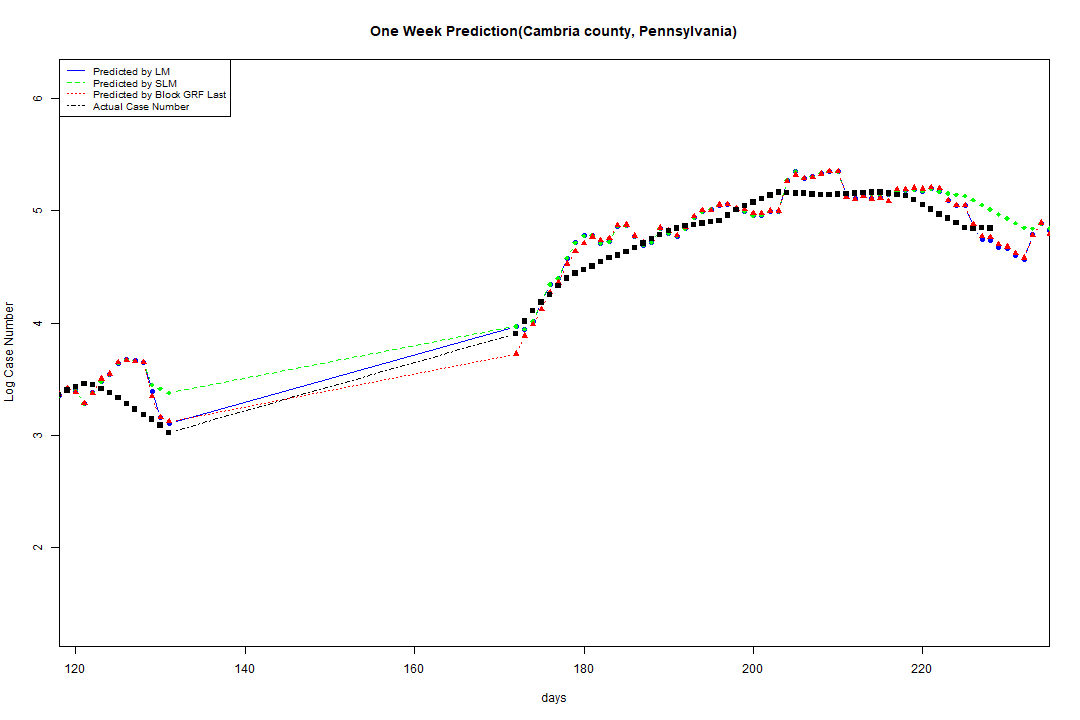 One Week Prediction(Cambria county, Pennsylvania)
Predicted by LM
Predicted by SLM
Predicted by Block GRF Last
Actual Case Number
6
5
4
3
2
Log Case Number
120 140 160 180 200 220
days